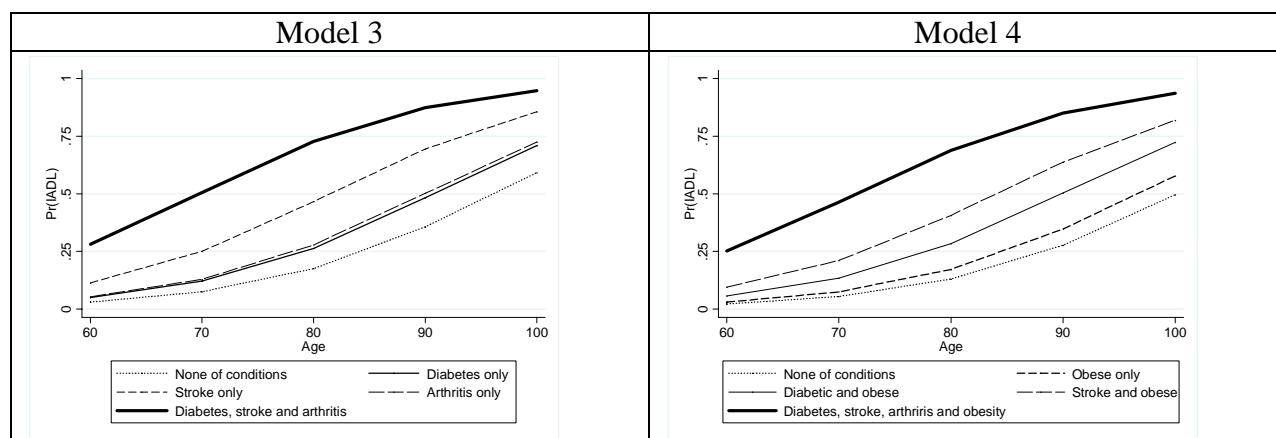 Model 3
Model 4
1
.75
.5
.25
0
Pr(IADL)
60 70 80 90 100
Age
None of conditions Diabetes only
Stroke only Arthritis only
Diabetes, stroke and arthritis
1
.75
.5
.25
0
Pr(IADL)
60 70 80 90 100
Age
None of conditions Obese only
Diabetic and obese Stroke and obese
Diabetes, stroke, arthriris and obesity